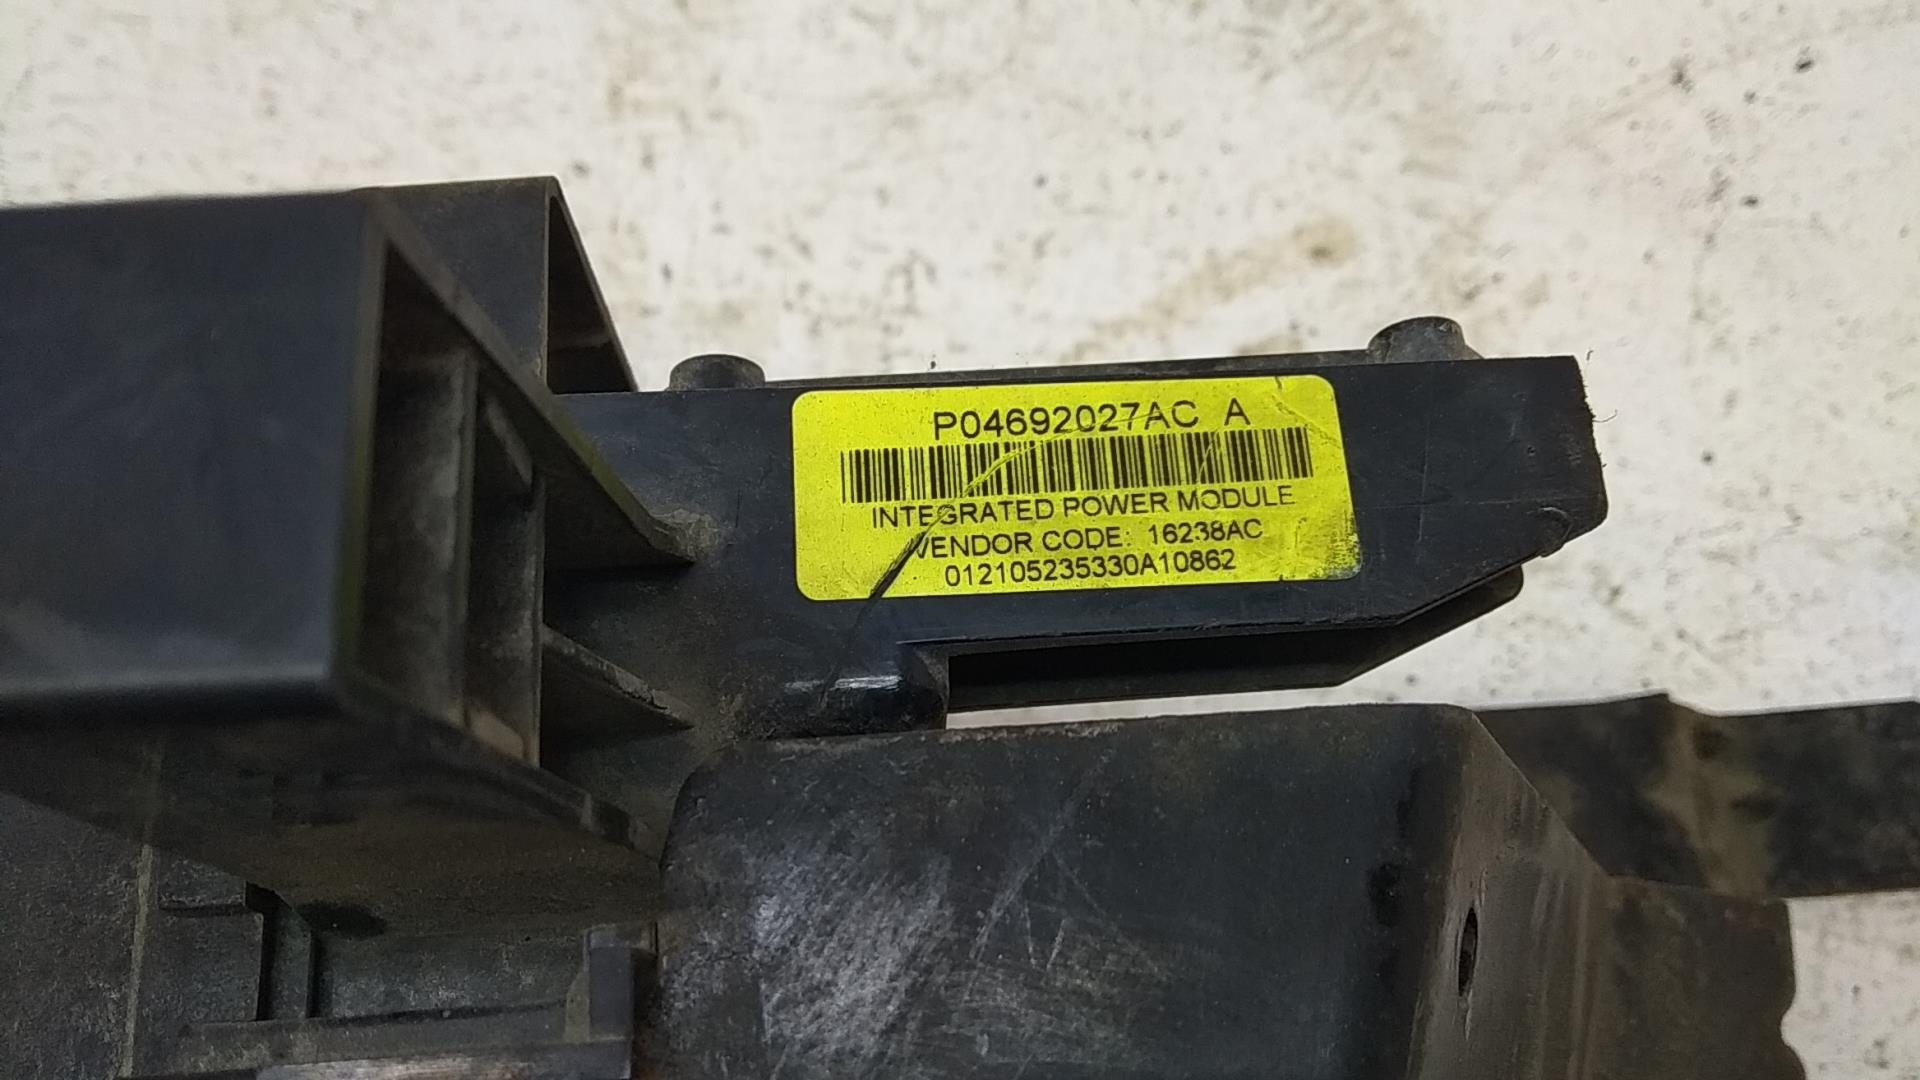 P04692027AC A
INTEGRATED POWER MODULE
VENDOR CODE: 16238AC
012105235330A10862